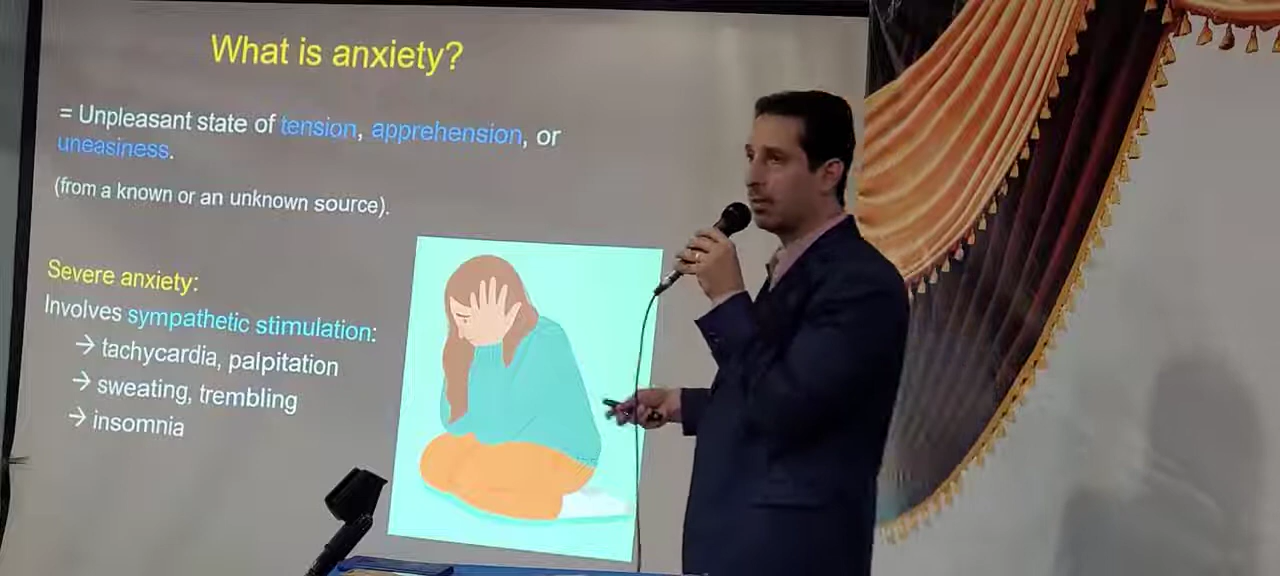 What is anxiety?
= Unpleasant state of tension, apprehension, or
uneasiness.
(from a known or an unknown source).
Severe anxiety:
Involves sympathetic stimulation:
→ tachycardia, palpitation
→ sweating, trembling
→ insomnia